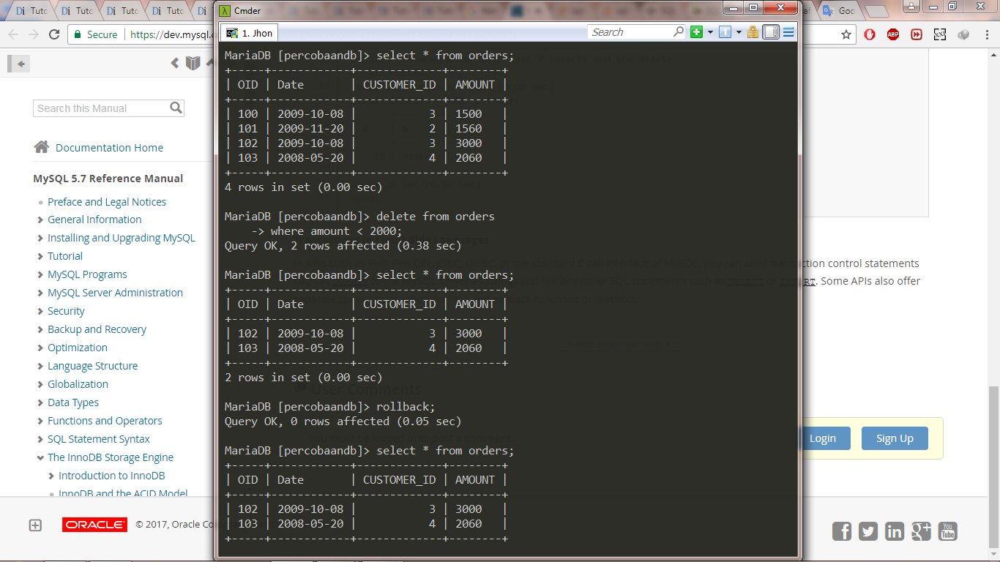 Di Tuto
Di Tuto
Di Tuto
Di Tuto
Di
Cmder
Goo
Secure
https://dev.mysql.
1. Jhon
Search
ABP
Search this Manual
Documentation Home
MySQL 5.7 Reference Manual
Preface and Legal Notices
General Information
Installing and Upgrading MySQL
Tutorial
MySQL Programs
MySQL Server Administration
Security
Backup and Recovery
Optimization
Language Structure
Globalization
Data Types
Functions and Operators
SQL Statement Syntax
The InnoDB Storage Engine
Introduction to InnoDB
InnoDB and the ACID Model
ORACLE © 2017, Oracle Co
MariaDB [percobaandb]> select * from orders;
+-----+------------+-------------+--------+
| OID | Date       | CUSTOMER_ID | AMOUNT |
+-----+------------+-------------+--------+
| 100 | 2009-10-08 |           3 | 1500   |
| 101 | 2009-11-20 |           2 | 1560   |
| 102 | 2009-10-08 |           3 | 3000   |
| 103 | 2008-05-20 |           4 | 2060   |
+-----+------------+-------------+--------+
4 rows in set (0.00 sec)
MariaDB [percobaandb]> delete from orders
    -> where amount < 2000;
Query OK, 2 rows affected (0.38 sec)
MariaDB [percobaandb]> select * from orders;
+-----+------------+-------------+--------+
| OID | Date       | CUSTOMER_ID | AMOUNT |
+-----+------------+-------------+--------+
| 102 | 2009-10-08 |           3 | 3000   |
| 103 | 2008-05-20 |           4 | 2060   |
+-----+------------+-------------+--------+
2 rows in set (0.00 sec)
MariaDB [percobaandb]> rollback;
Query OK, 0 rows affected (0.05 sec)
MariaDB [percobaandb]> select * from orders;
+-----+------------+-------------+--------+
| OID | Date       | CUSTOMER_ID | AMOUNT |
+-----+------------+-------------+--------+
| 102 | 2009-10-08 |           3 | 3000   |
| 103 | 2008-05-20 |           4 | 2060   |
+-----+------------+-------------+--------+
User Comments
ction control statements
. Some APIs also offer
Login
Sign Up
You Tube